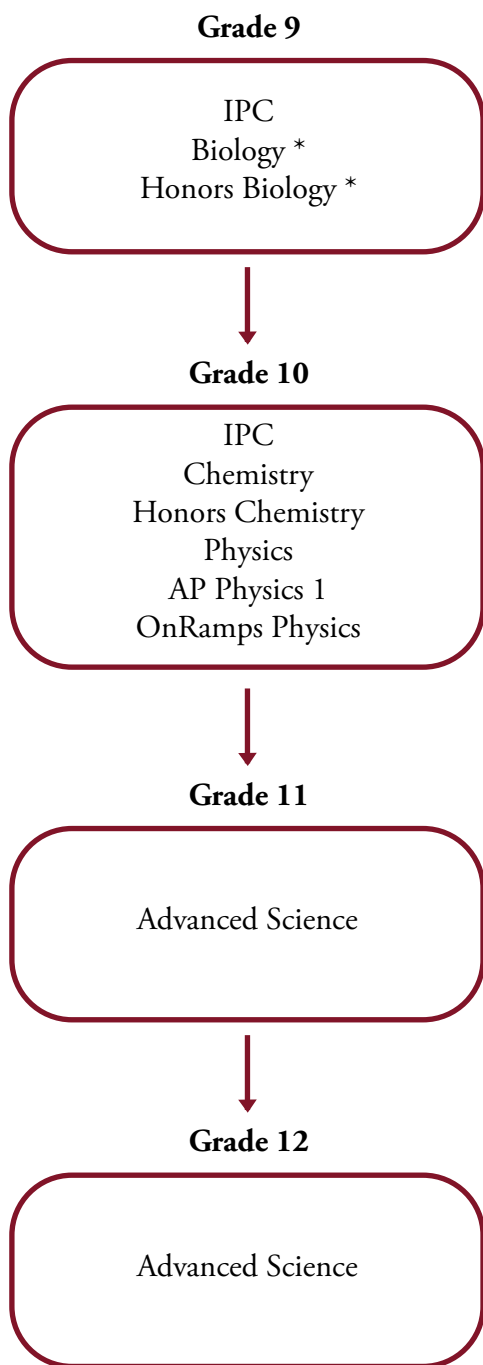 Grade 9
IPC
Biology *
Honors Biology *
Grade 10
IPC
Chemistry
Honors Chemistry
Physics
AP Physics 1
OnRamps Physics
Grade 11
Advanced Science
Grade 12
Advanced Science